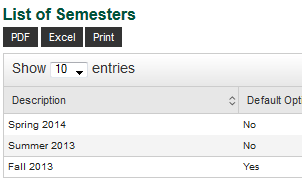 List of Semesters
PDF Excel Print
Show 10 entries
Description Default Opt
Spring 2014 No
Summer 2013 No
Fall 2013 Yes